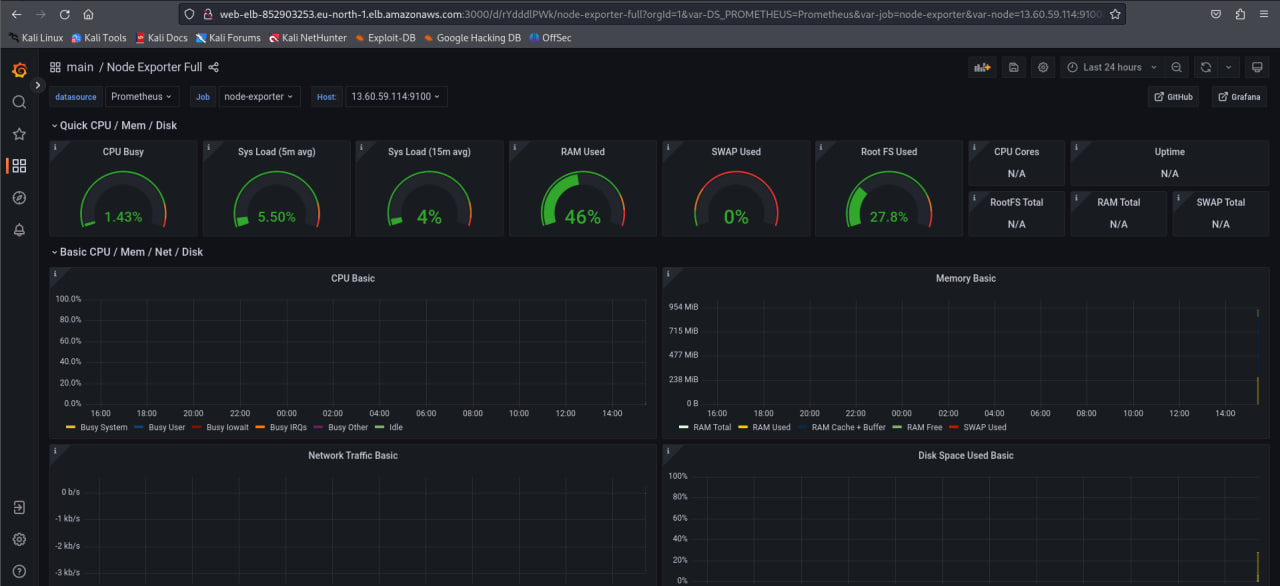 web-elb-852903253.eu-north-1.elb.amazonaws.com:3000/d/rYdddlPWk/node-exporter-full?orgId=1&var-DS_PROMETHEUS=Prometheus&var-job=node-exporter&var-node=13.60.59.114:9100
Kali Linux Kali Tools Kali Docs Kali Forums Kali NetHunter Exploit-DB Google Hacking DB OffSec
main / Node Exporter Full Last 24 hours
datasource Prometheus Job node-exporter Host: 13.60.59.114:9100 GitHub Grafana
Quick CPU / Mem / Disk
CPU Busy Sys Load (5m avg) Sys Load (15m avg) RAM Used SWAP Used Root FS Used CPU Cores Uptime
N/A N/A
RootFS Total RAM Total SWAP Total
1.43% 5.50% 4% 46% 0% 27.8% N/A N/A N/A
Basic CPU / Mem / Net / Disk
CPU Basic
100.0%
80.0%
60.0%
40.0%
20.0%
0.0%
16:00 18:00 20:00 22:00 00:00 02:00 04:00 06:00 08:00 10:00 12:00 14:00
Busy System Busy User Busy Iowait Busy IRQs Busy Other Idle
Memory Basic
954 MiB
715 MiB
477 MiB
238 MiB
0 B
16:00 18:00 20:00 22:00 00:00 02:00 04:00 06:00 08:00 10:00 12:00 14:00
RAM Total RAM Used RAM Cache + Buffer RAM Free SWAP Used
Network Traffic Basic
0 b/s
-1 kb/s
-2 kb/s
-3 kb/s
Disk Space Used Basic
100%
80%
60%
40%
20%
0%